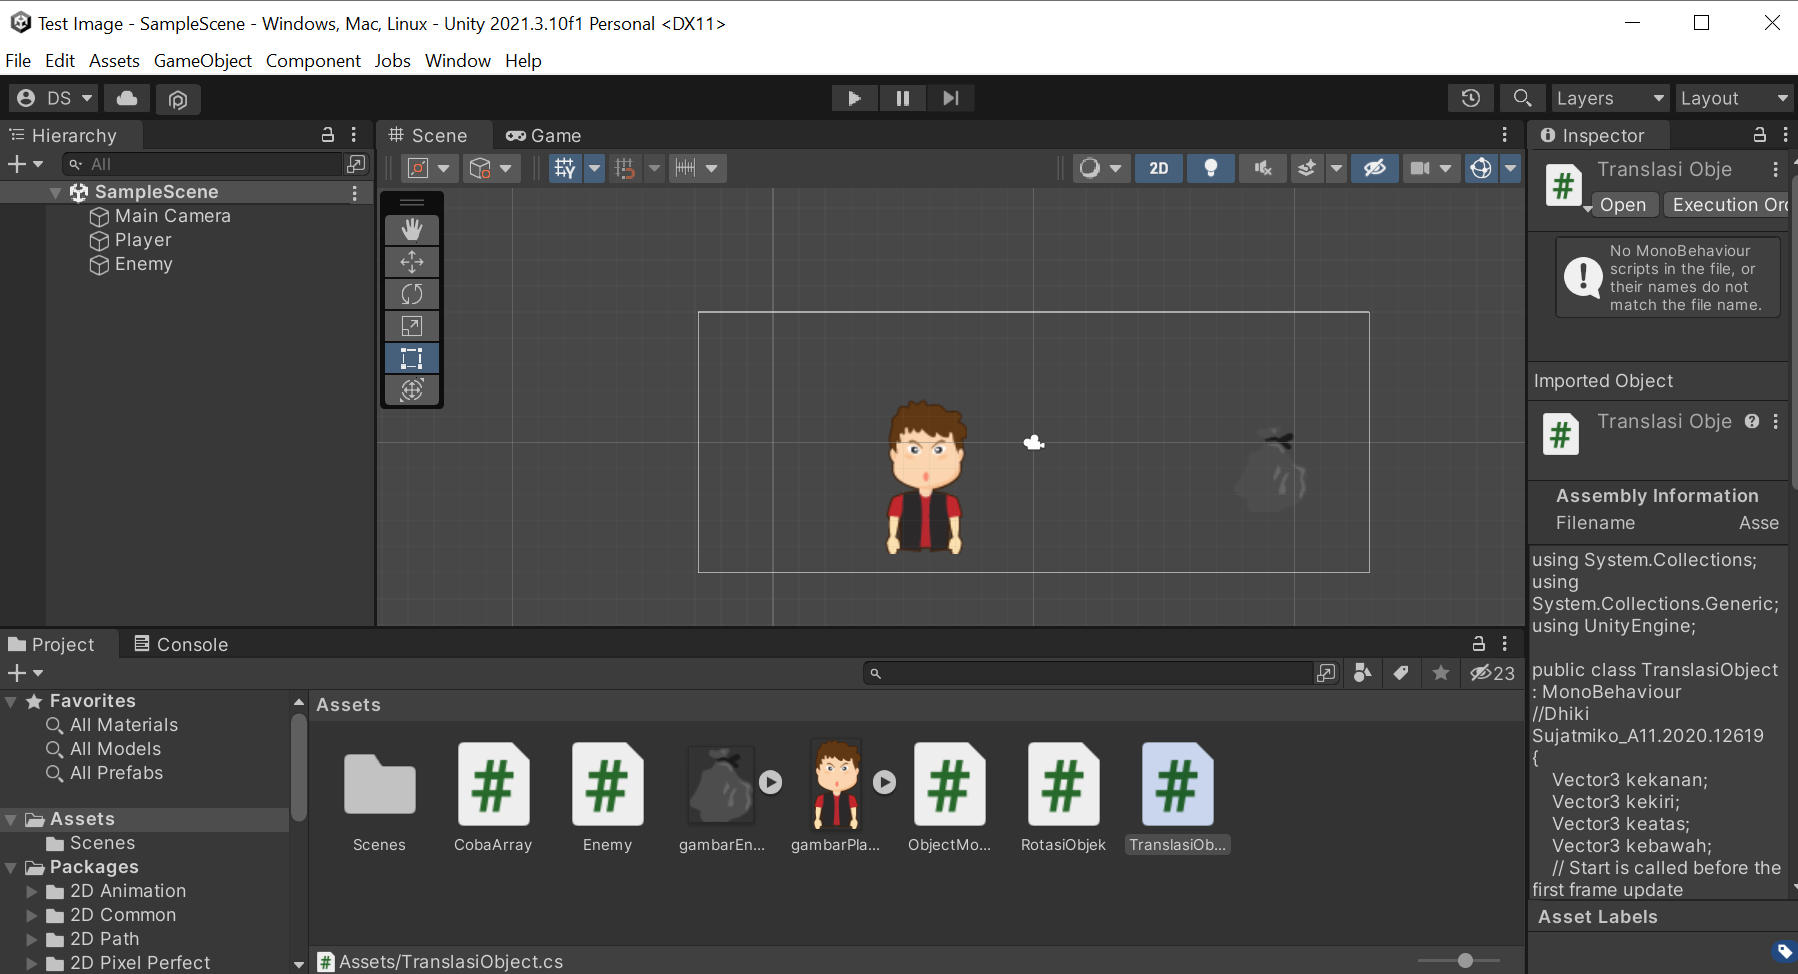 Test Image - SampleScene - Windows, Mac, Linux - Unity 2021.3.10f1 Personal <DX11>
File Edit Assets GameObject Component Jobs Window Help
DS
Layers
Layout
Hierarchy
Scene
Game
Inspector
All
2D
SampleScene
Main Camera
Player
Enemy
Translasi Obje
Open
Execution Orc
No MonoBehaviour
scripts in the file, or
their names do not
match the file name.
Imported Object
Translasi Obje
Assembly Information
Filename Asse
using System.Collections;
using
System.Collections.Generic;
using UnityEngine;
public class TranslasiObject
: MonoBehaviour
//Dhiki
Sujatmiko_A11.2020.12619
{
Vector3 kekanan;
Vector3 kekiri;
Vector3 keatas;
Vector3 kebawah;
// Start is called before the
first frame update
Asset Labels
Project
Console
23
Favorites
All Materials
All Models
All Prefabs
Assets
Scenes
Packages
2D Animation
2D Common
2D Path
2D Pixel Perfect
Assets
Scenes
CobaArray
Enemy
gambarEn...
gambarPla...
ObjectMo...
RotasiObjek
TranslasiOb...
Assets/TranslasiObject.cs